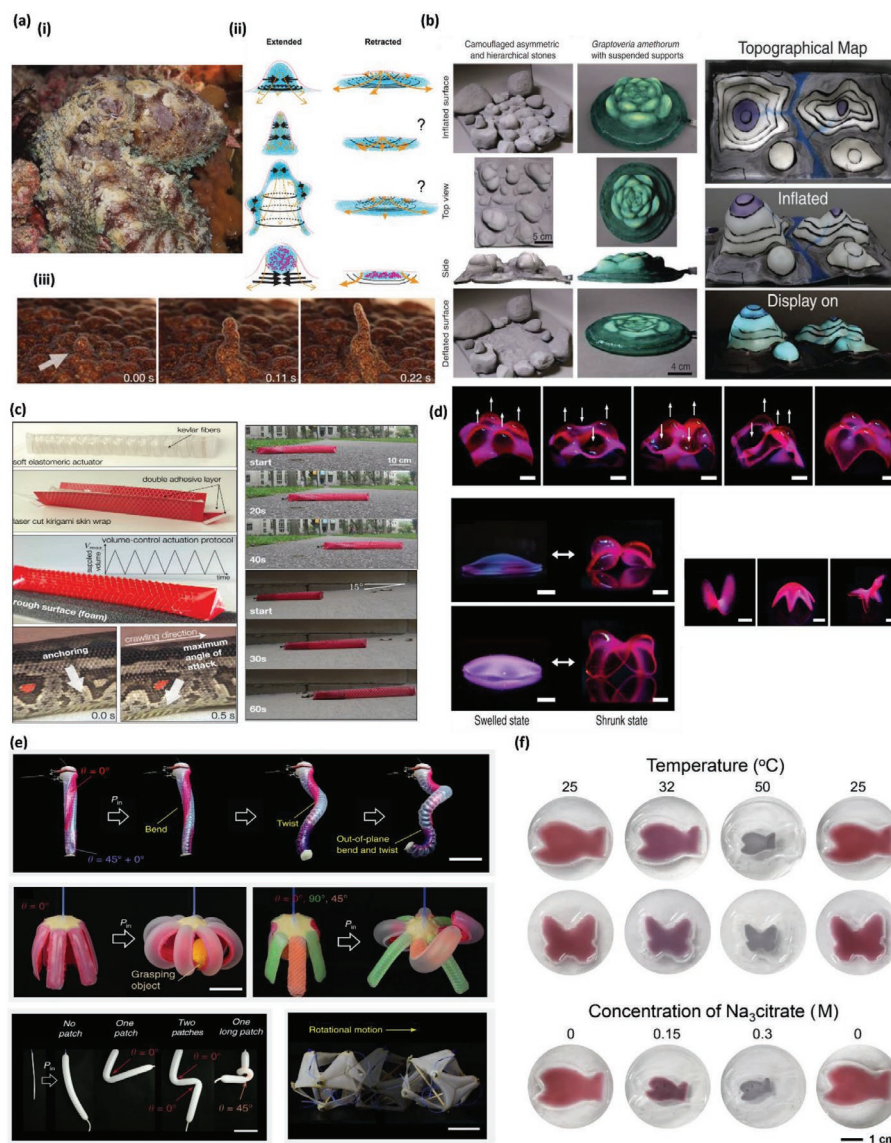 (a)
(i)
(ii)
Extended
Retracted
?
?
(iii)
0.00 s
0.11 s
0.22 s
(b)
Camouflaged asymmetric
and hierarchical stones
Graptoveria amethorum
with suspended supports
Topographical Map
Inflated surface
Top view
5 cm
Side
Deflated surface
4 cm
Inflated
Display on
(c)
kevlar fibers
soft elastomeric actuator
double adhesive layer
laser cut kirigami skin wrap
volume-control actuation protocol
Vmax
supplied
volume
time
rough surface (foam)
anchoring
0.0 s
crawling direction
maximum
angle of
attack
0.5 s
start
10 cm
20s
40s
start
15°
30s
60s
(d)
Swelled state
Shrunk state
(e)
θ = 0°
Pin
Bend
θ = 45° + 0°
Twist
Out-of-plane
bend and twist
θ = 0°
Pin
Grasping
object
θ = 0°, 90°, 45°
Pin
No
patch
One
patch
Two
patches
One
long patch
Pin
θ = 0°
θ = 0°
θ = 45°
Rotational motion
(f)
Temperature (°C)
25
32
50
25
Concentration of Na₃citrate (M)
0
0.15
0.3
0
1 cm